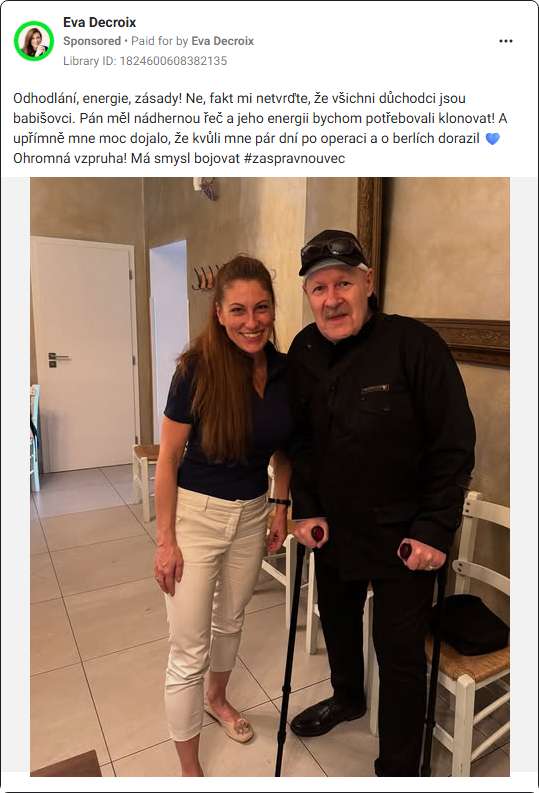 Eva Decroix
Sponsored • Paid for by Eva Decroix
Library ID: 1824600608382135
Odhodlání, energie, zásady! Ne, fakt mi netvrďte, že všichni důchodci jsou
babišovci. Pán měl nádhernou řeč a jeho energii bychom potřebovali klonovat! A
upřímně mne moc dojalo, že kvůli mne pár dní po operaci a o berlích dorazil 💙
Ohromná vzpruha! Má smysl bojovat #zaspravnouvec